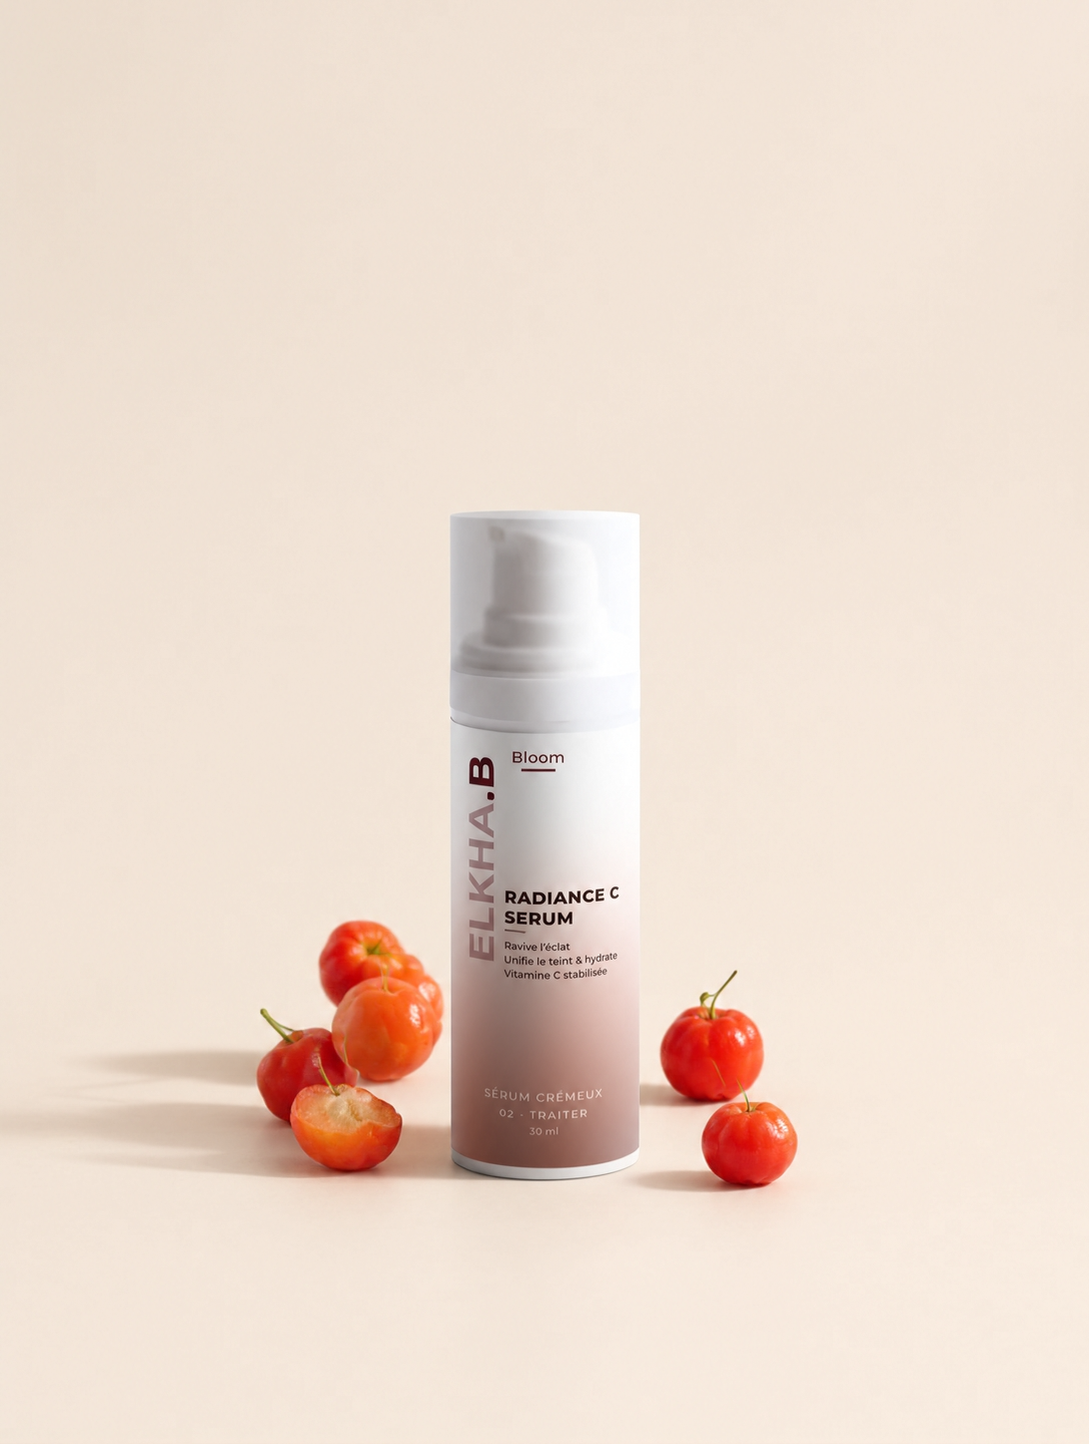 ELKHA.B
Bloom
RADIANCE C
SERUM
Ravive l'éclat
Unifie le teint & hydrate
Vitamine C stabilisée
SÉRUM CRÉMEUX
02 - TRAITER
30 ml